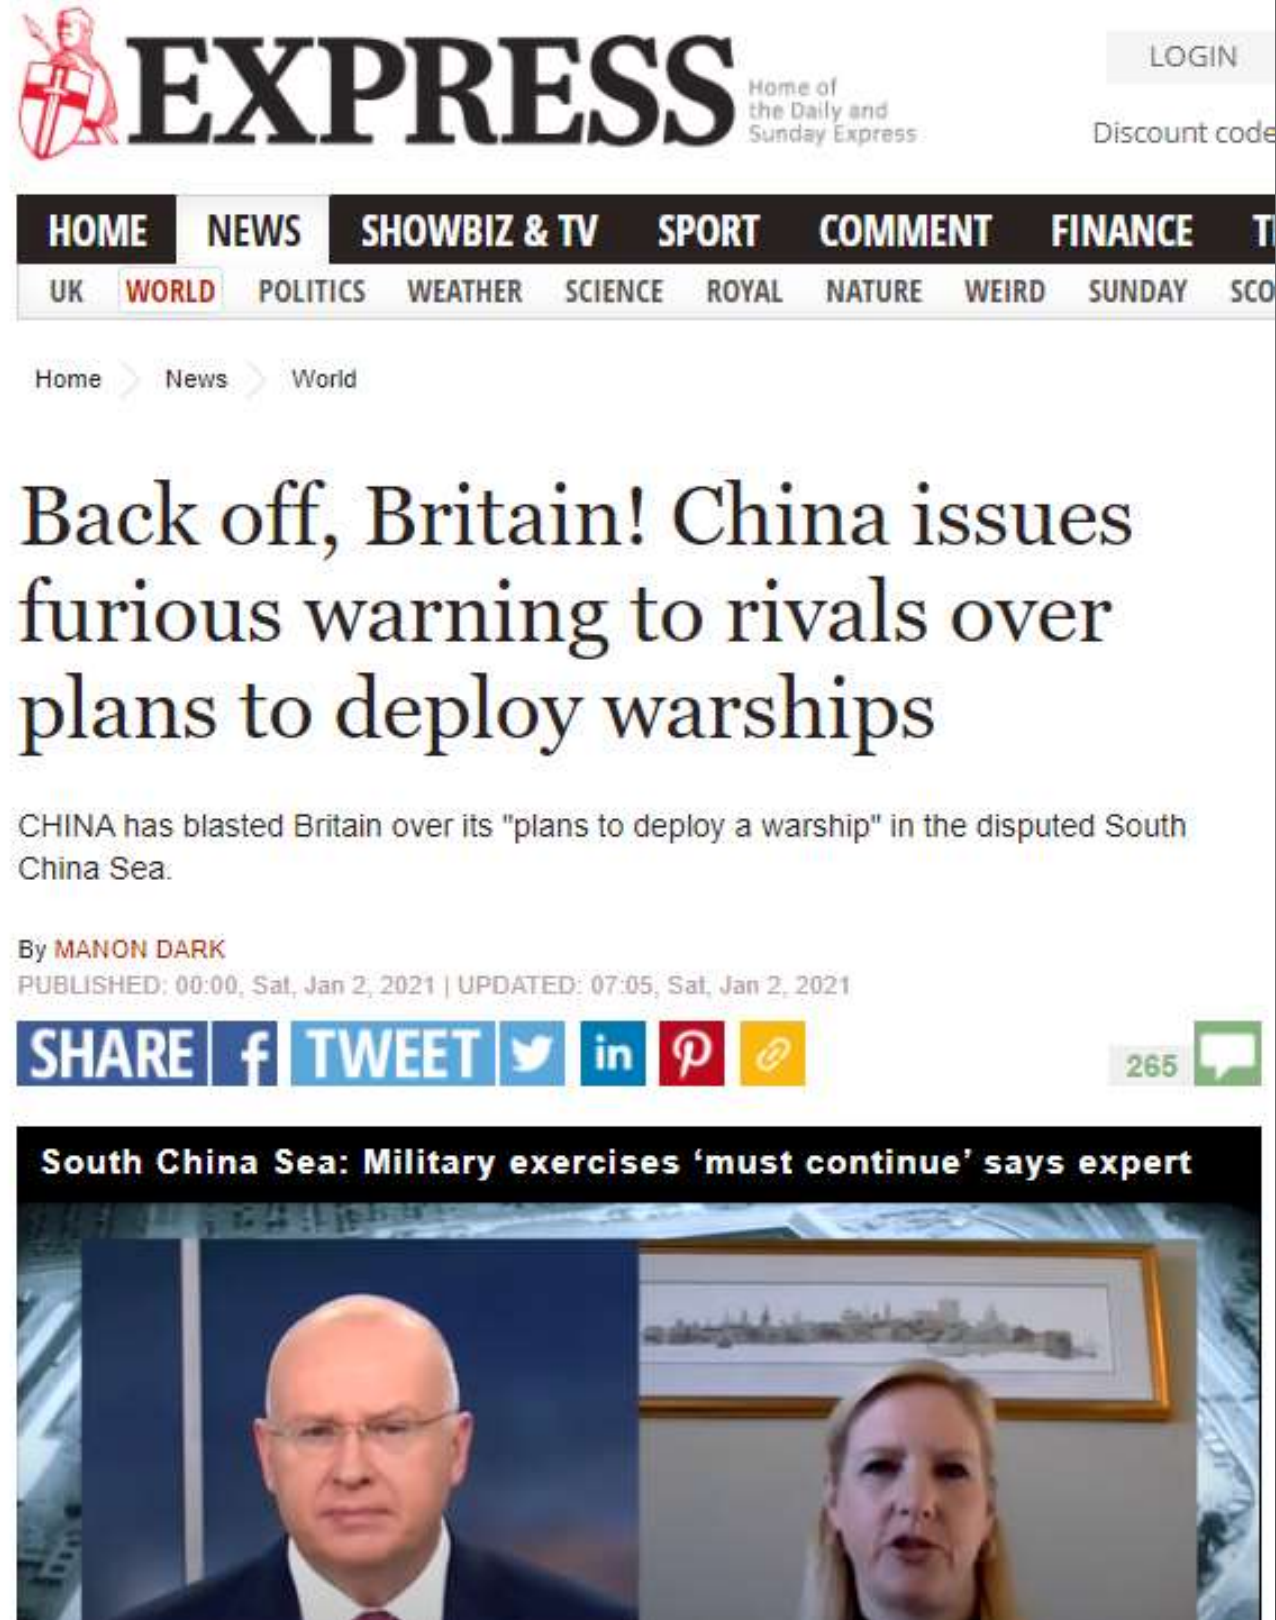 EXPRESS
Home of
the Daily and
Sunday Express
LOGIN
Discount code
HOME NEWS SHOWBIZ & TV SPORT COMMENT FINANCE T
UK WORLD POLITICS WEATHER SCIENCE ROYAL NATURE WEIRD SUNDAY SCO
Home News World
Back off, Britain! China issues
furious warning to rivals over
plans to deploy warships
CHINA has blasted Britain over its "plans to deploy a warship" in the disputed South
China Sea.
By MANON DARK
PUBLISHED: 00:00, Sat, Jan 2, 2021 | UPDATED: 07:05, Sat, Jan 2, 2021
SHARE f TWEET in
265
South China Sea: Military exercises ‘must continue’ says expert